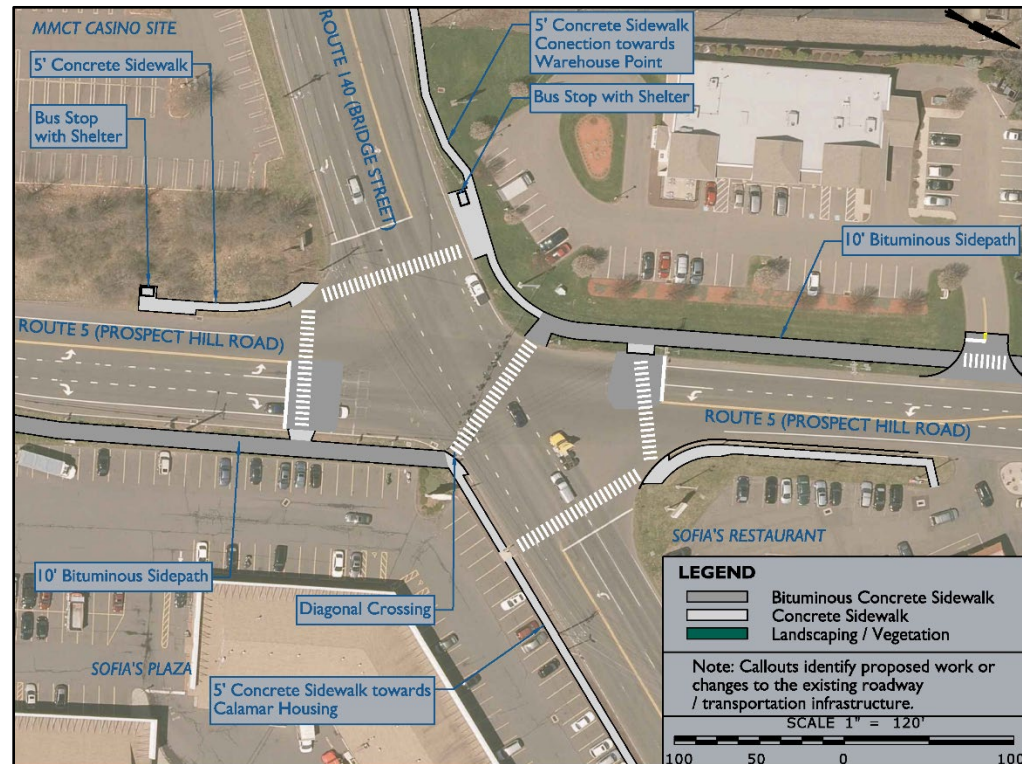 MMCT CASINO SITE
5' Concrete Sidewalk
Bus Stop
with Shelter
ROUTE 140 (BRIDGE STREET)
5' Concrete Sidewalk
Conection towards
Warehouse Point
Bus Stop with Shelter
10' Bituminous Sidepath
ROUTE 5 (PROSPECT HILL ROAD)
ROUTE 5 (PROSPECT HILL ROAD)
10' Bituminous Sidepath
Diagonal Crossing
SOFIA'S PLAZA
5' Concrete Sidewalk towards
Calamar Housing
SOFIA'S RESTAURANT
LEGEND
Bituminous Concrete Sidewalk
Concrete Sidewalk
Landscaping / Vegetation
Note: Callouts identify proposed work or
changes to the existing roadway
/ transportation infrastructure.
SCALE 1" = 120'
100 50 0 100